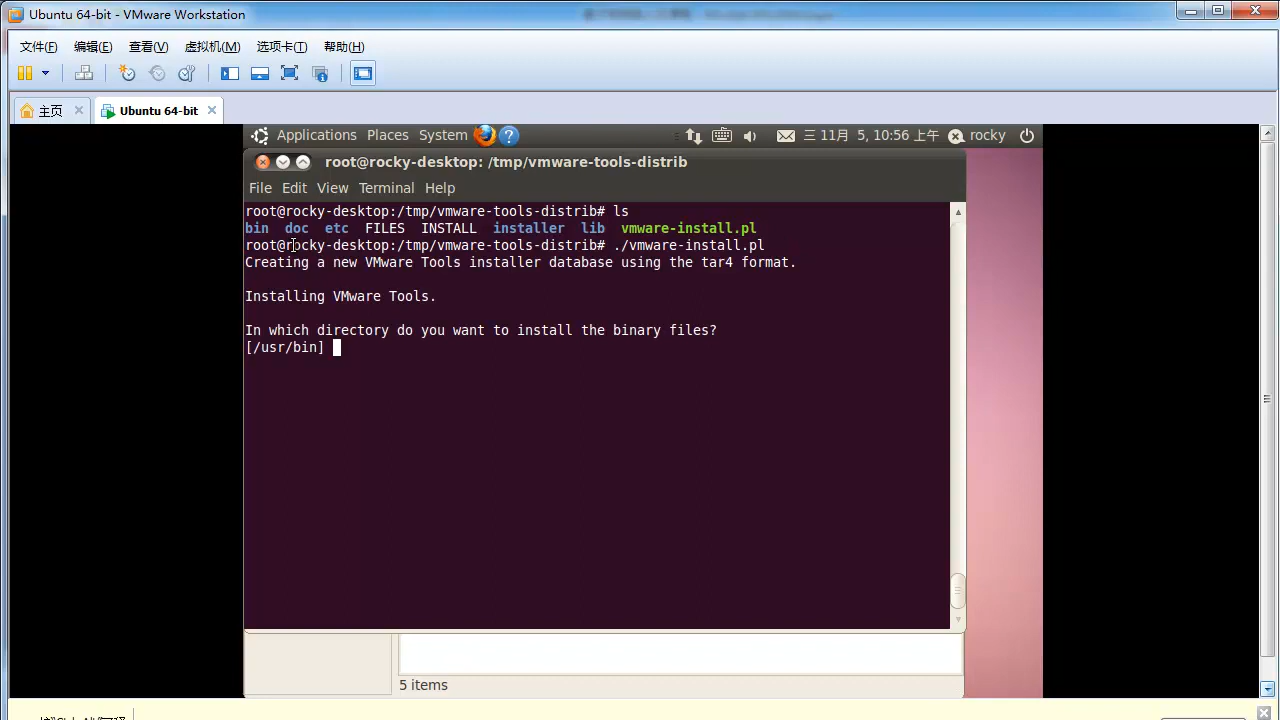 Ubuntu 64-bit - VMware Workstation
文件(F) 编辑(E) 查看(V) 虚拟机(M) 选项卡(T) 帮助(H)
主页 Ubuntu 64-bit
Applications Places System 三 11月 5, 10:56 上午 rocky
root@rocky-desktop: /tmp/vmware-tools-distrib
File Edit View Terminal Help
root@rocky-desktop:/tmp/vmware-tools-distrib# ls
bin doc etc FILES INSTALL installer lib vmware-install.pl
root@rocky-desktop:/tmp/vmware-tools-distrib# ./vmware-install.pl
Creating a new VMware Tools installer database using the tar4 format.
Installing VMware Tools.
In which directory do you want to install the binary files?
[/usr/bin]
5 items